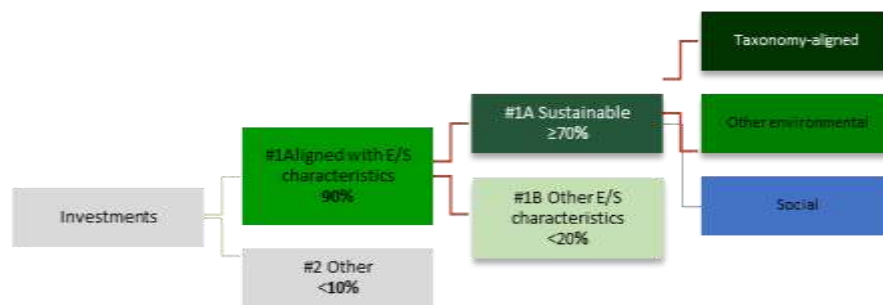 Taxonomy-aligned
#1A Sustainable
≥70%
Other environmental
#1Aligned with E/S
characteristics
90%
#1B Other E/S
characteristics
<20%
Social
Investments
#2 Other
<10%